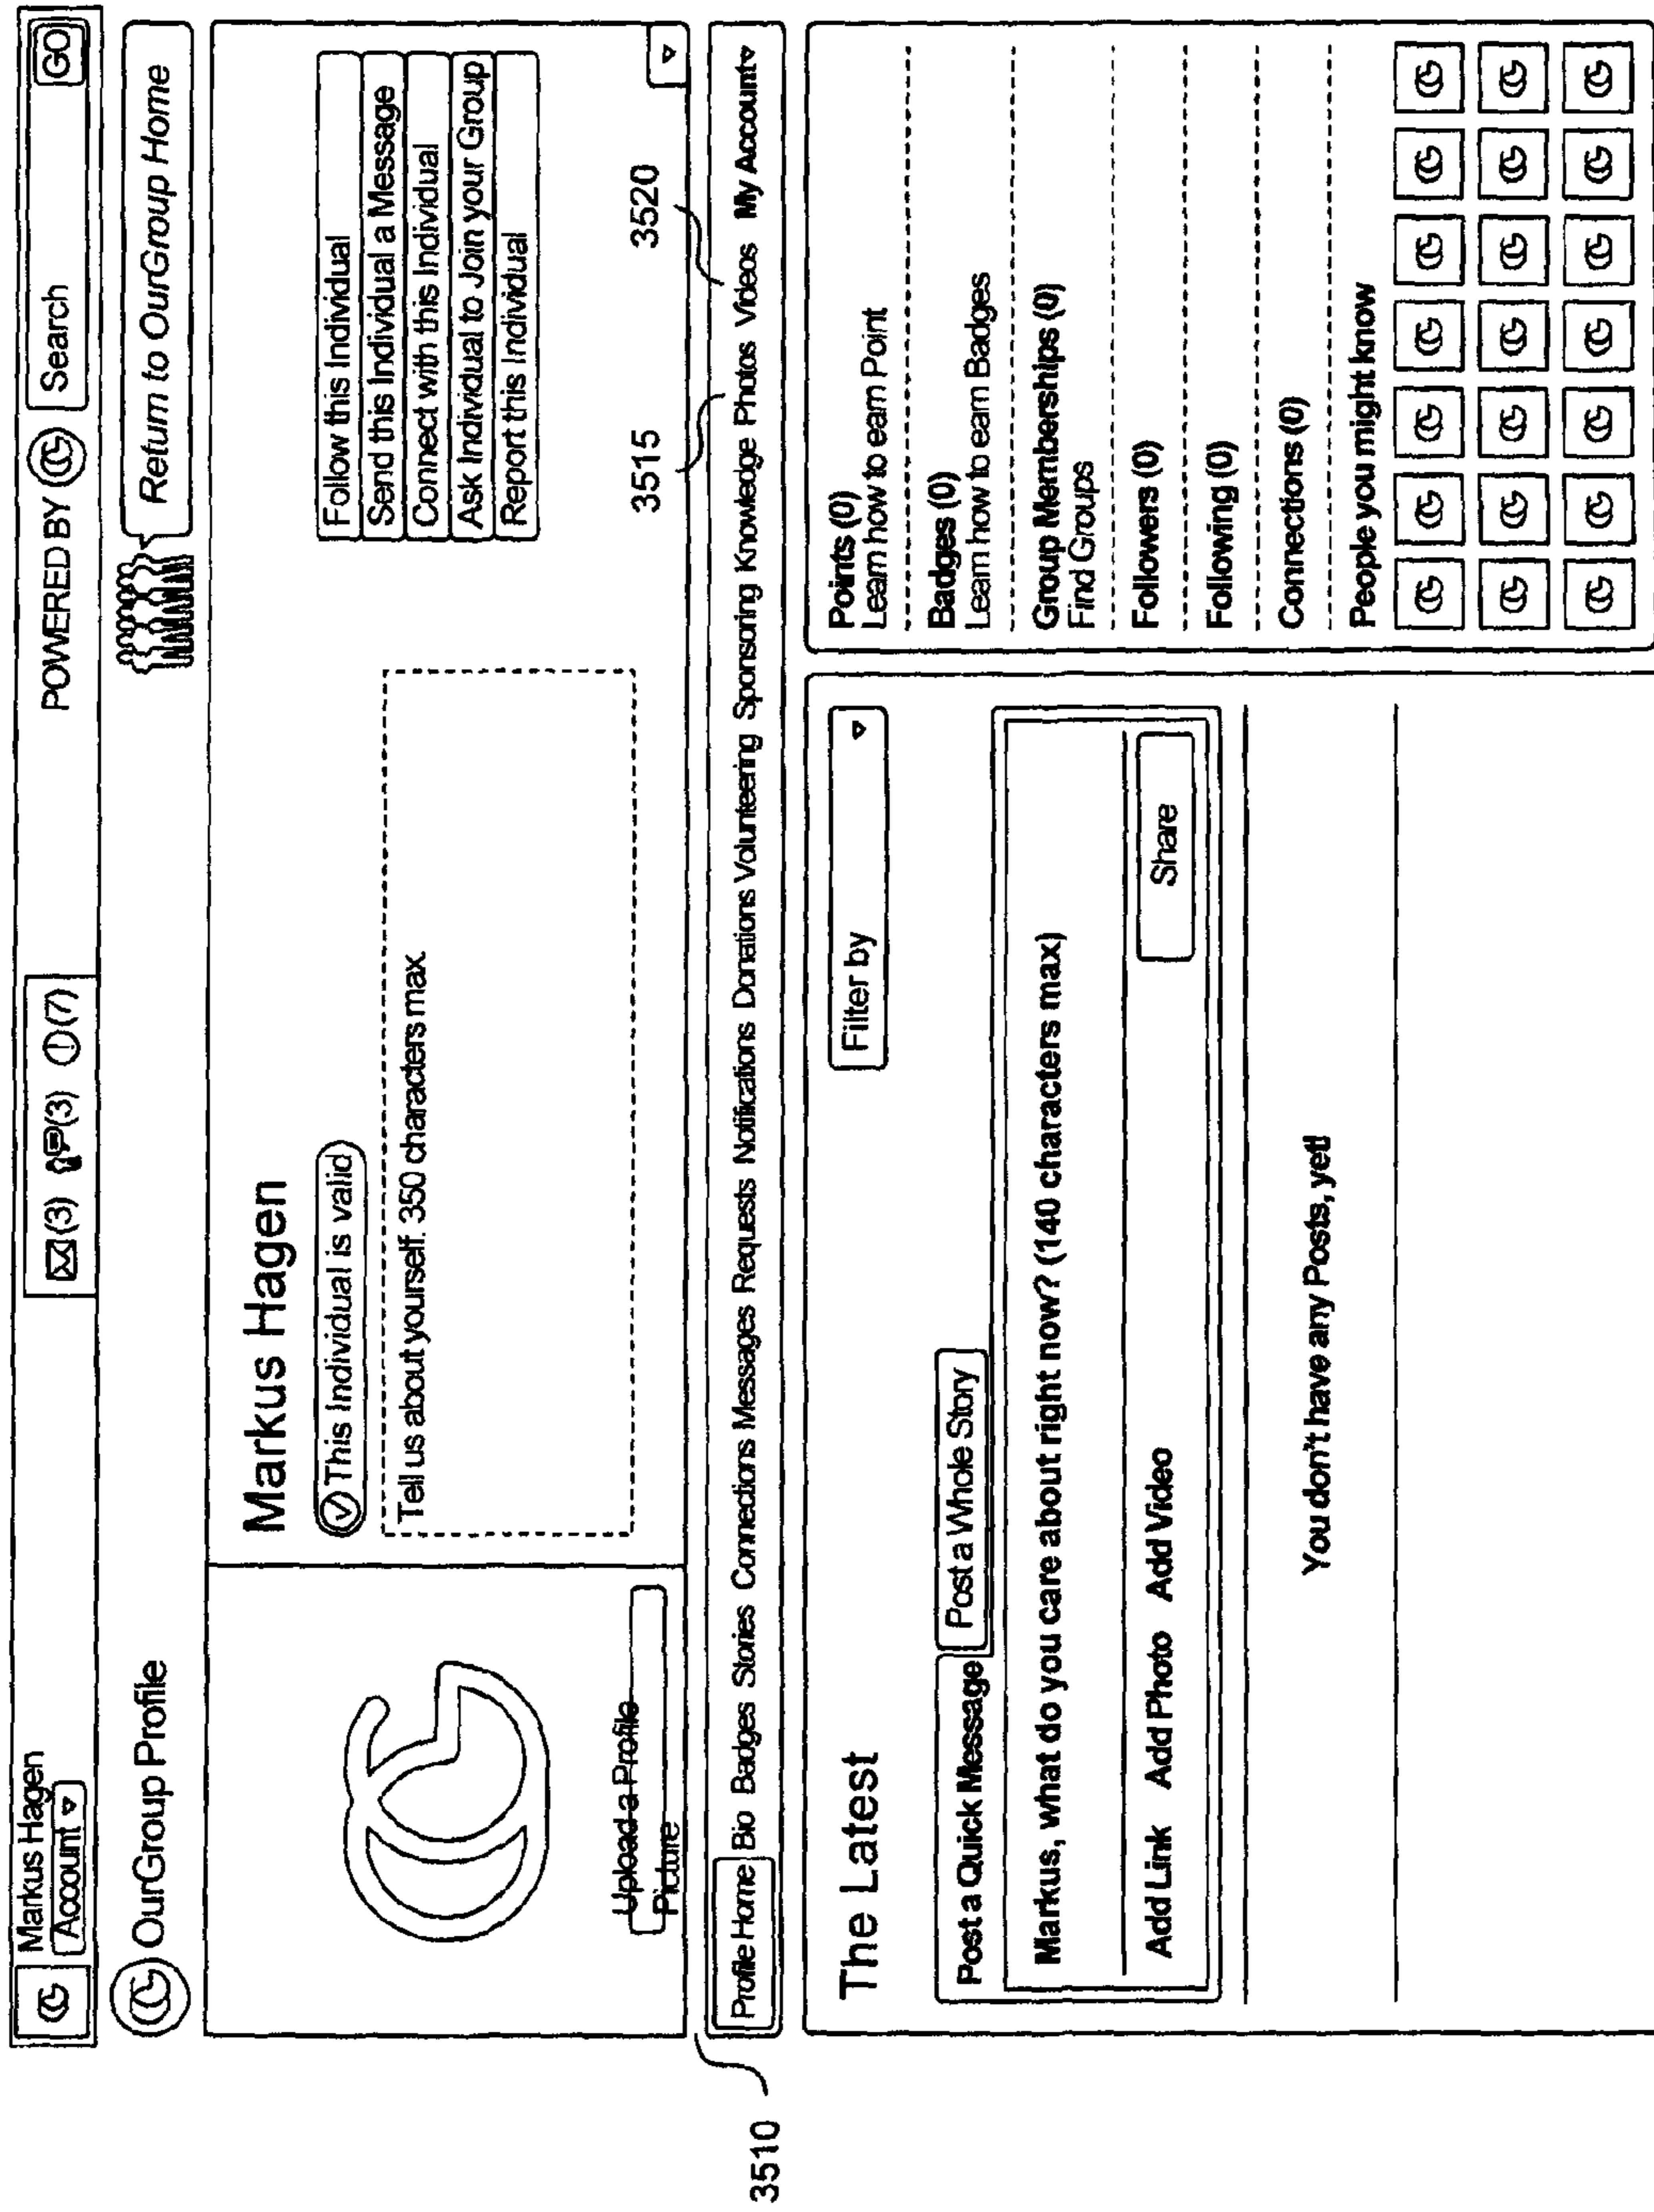 Markus Hagen
Account
(3) (3) (7)
POWERED BY
Search
GO
OurGroup Profile
Return to OurGroup Home
Upload a Profile
Picture
Markus Hagen
This Individual is valid
Tell us about yourself. 350 characters max.
Follow this Individual
Send this Individual a Message
Connect with this Individual
Ask Individual to Join your Group
Report this Individual
3515
3520
3510
Profile Home Bio Badges Stories Connections Messages Requests Notifications Donations Volunteering Sponsoring Knowledge Photos Videos My Account
The Latest
Filter by
Post a Quick Message
Post a Whole Story
Markus, what do you care about right now? (140 characters max)
Add Link Add Photo Add Video
Share
You don't have any Posts, yet!
Points (0)
Learn how to earn Point
Badges (0)
Learn how to earn Badges
Group Memberships (0)
Find Groups
Followers (0)
Following (0)
Connections (0)
People you might know